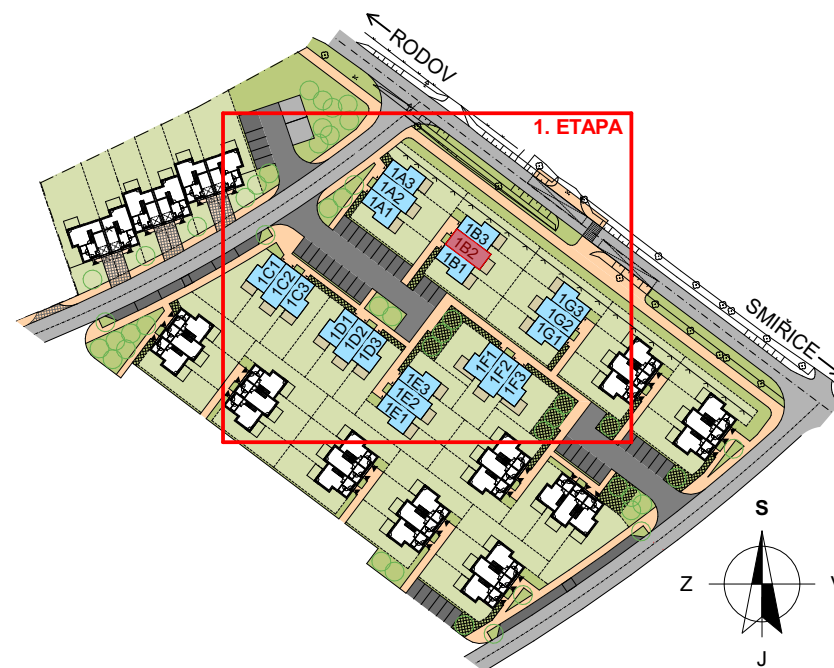 RODOV
1. ETAPA
1A3
1A2
1A1
1B3
1B2
1B1
1C1
1C2
1C3
1G3
1G2
1G1
1D1
1D2
1D3
1F1
1F2
1F3
1E3
1E2
1E1
SMIŘICE
S
Z
V
J